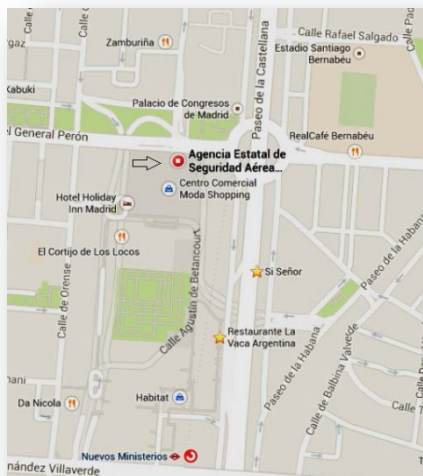 Calle Rafael Salgado
Calle Pad
Zamburiña
Estadio Santiago
Bernabéu
rgaz
Kabuki
Paseo de la Castellana
Palacio de Congresos
de Madrid
el General Perón
RealCafé Bernabéu
Agencia Estatal de
Seguridad Aérea...
Centro Comercial
Moda Shopping
Hotel Holiday
Inn Madrid
El Cortijo de Los Locos
Paseo de la Habana
Si Señor
Calle de Orense
Calle Agustín de Betancourt
Restaurante La
Vaca Argentina
Paseo de la Habana
Calle de Balbina Valverde
nani
Da Nicola
Habitat
Calle
Nuevos Ministerios
nández Villaverde